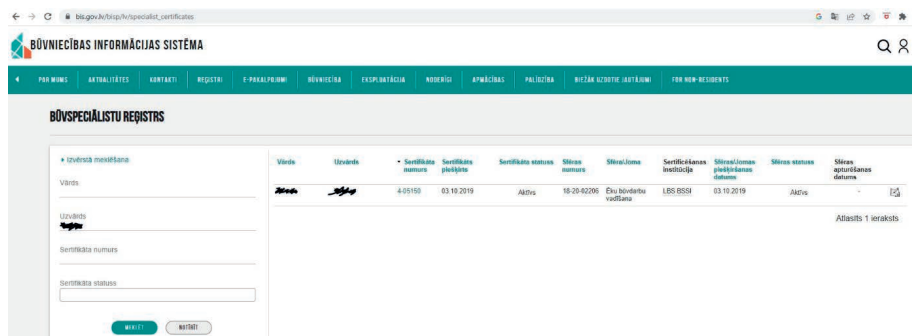 bis.gov.lv/bisp/lv/specialist_certificates
BŪVNIECĪBAS INFORMĀCIJAS SISTĒMA
PAR MUMS AKTUALITĀTES KONTAKTI REĢISTRI E-PAKALPOJUMI BŪVNIECĪBA EKSPLUATĀCIJA NODERĪGI APMĀCĪBAS PALĪDZĪBA BIEŽĀK UZDOTIE JAUTĀJUMI FOR NON-RESIDENTS
BŪVSPECIĀLISTU REĢISTRS
Izvērstā meklēšana
Vārds
Uzvārds
Sertifikāta numurs
Sertifikāta statuss
MEKLĒT NOTĪRĪT
Vārds Uzvārds Sertifikāta numurs Sertifikāta piešķirts Sertifikāta statuss Sfēras numurs Sfēra/Joma Sertificēšanas institūcija Sfēras/Jomas piešķiršanas datums Sfēras statuss Sfēras apturēšanas datums
4-05150 03.10.2019 Aktīvs 18-20-02206 Ēku būvdarbu vadīšana LBS BSSI 03.10.2019 Aktīvs -
Atlasīts 1 ieraksts